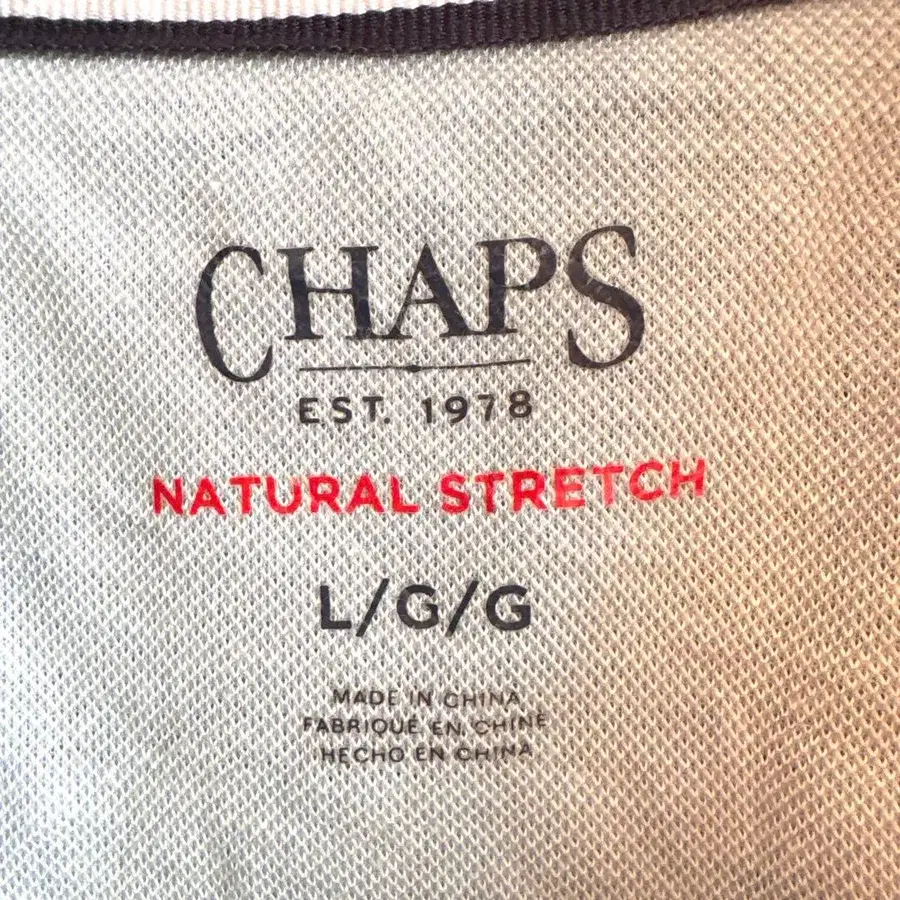 CHAPS
EST. 1978
NATURAL STRETCH
L/G/G
MADE IN CHINA
FABRIQUÉ EN CHINE
HECHO EN CHINA